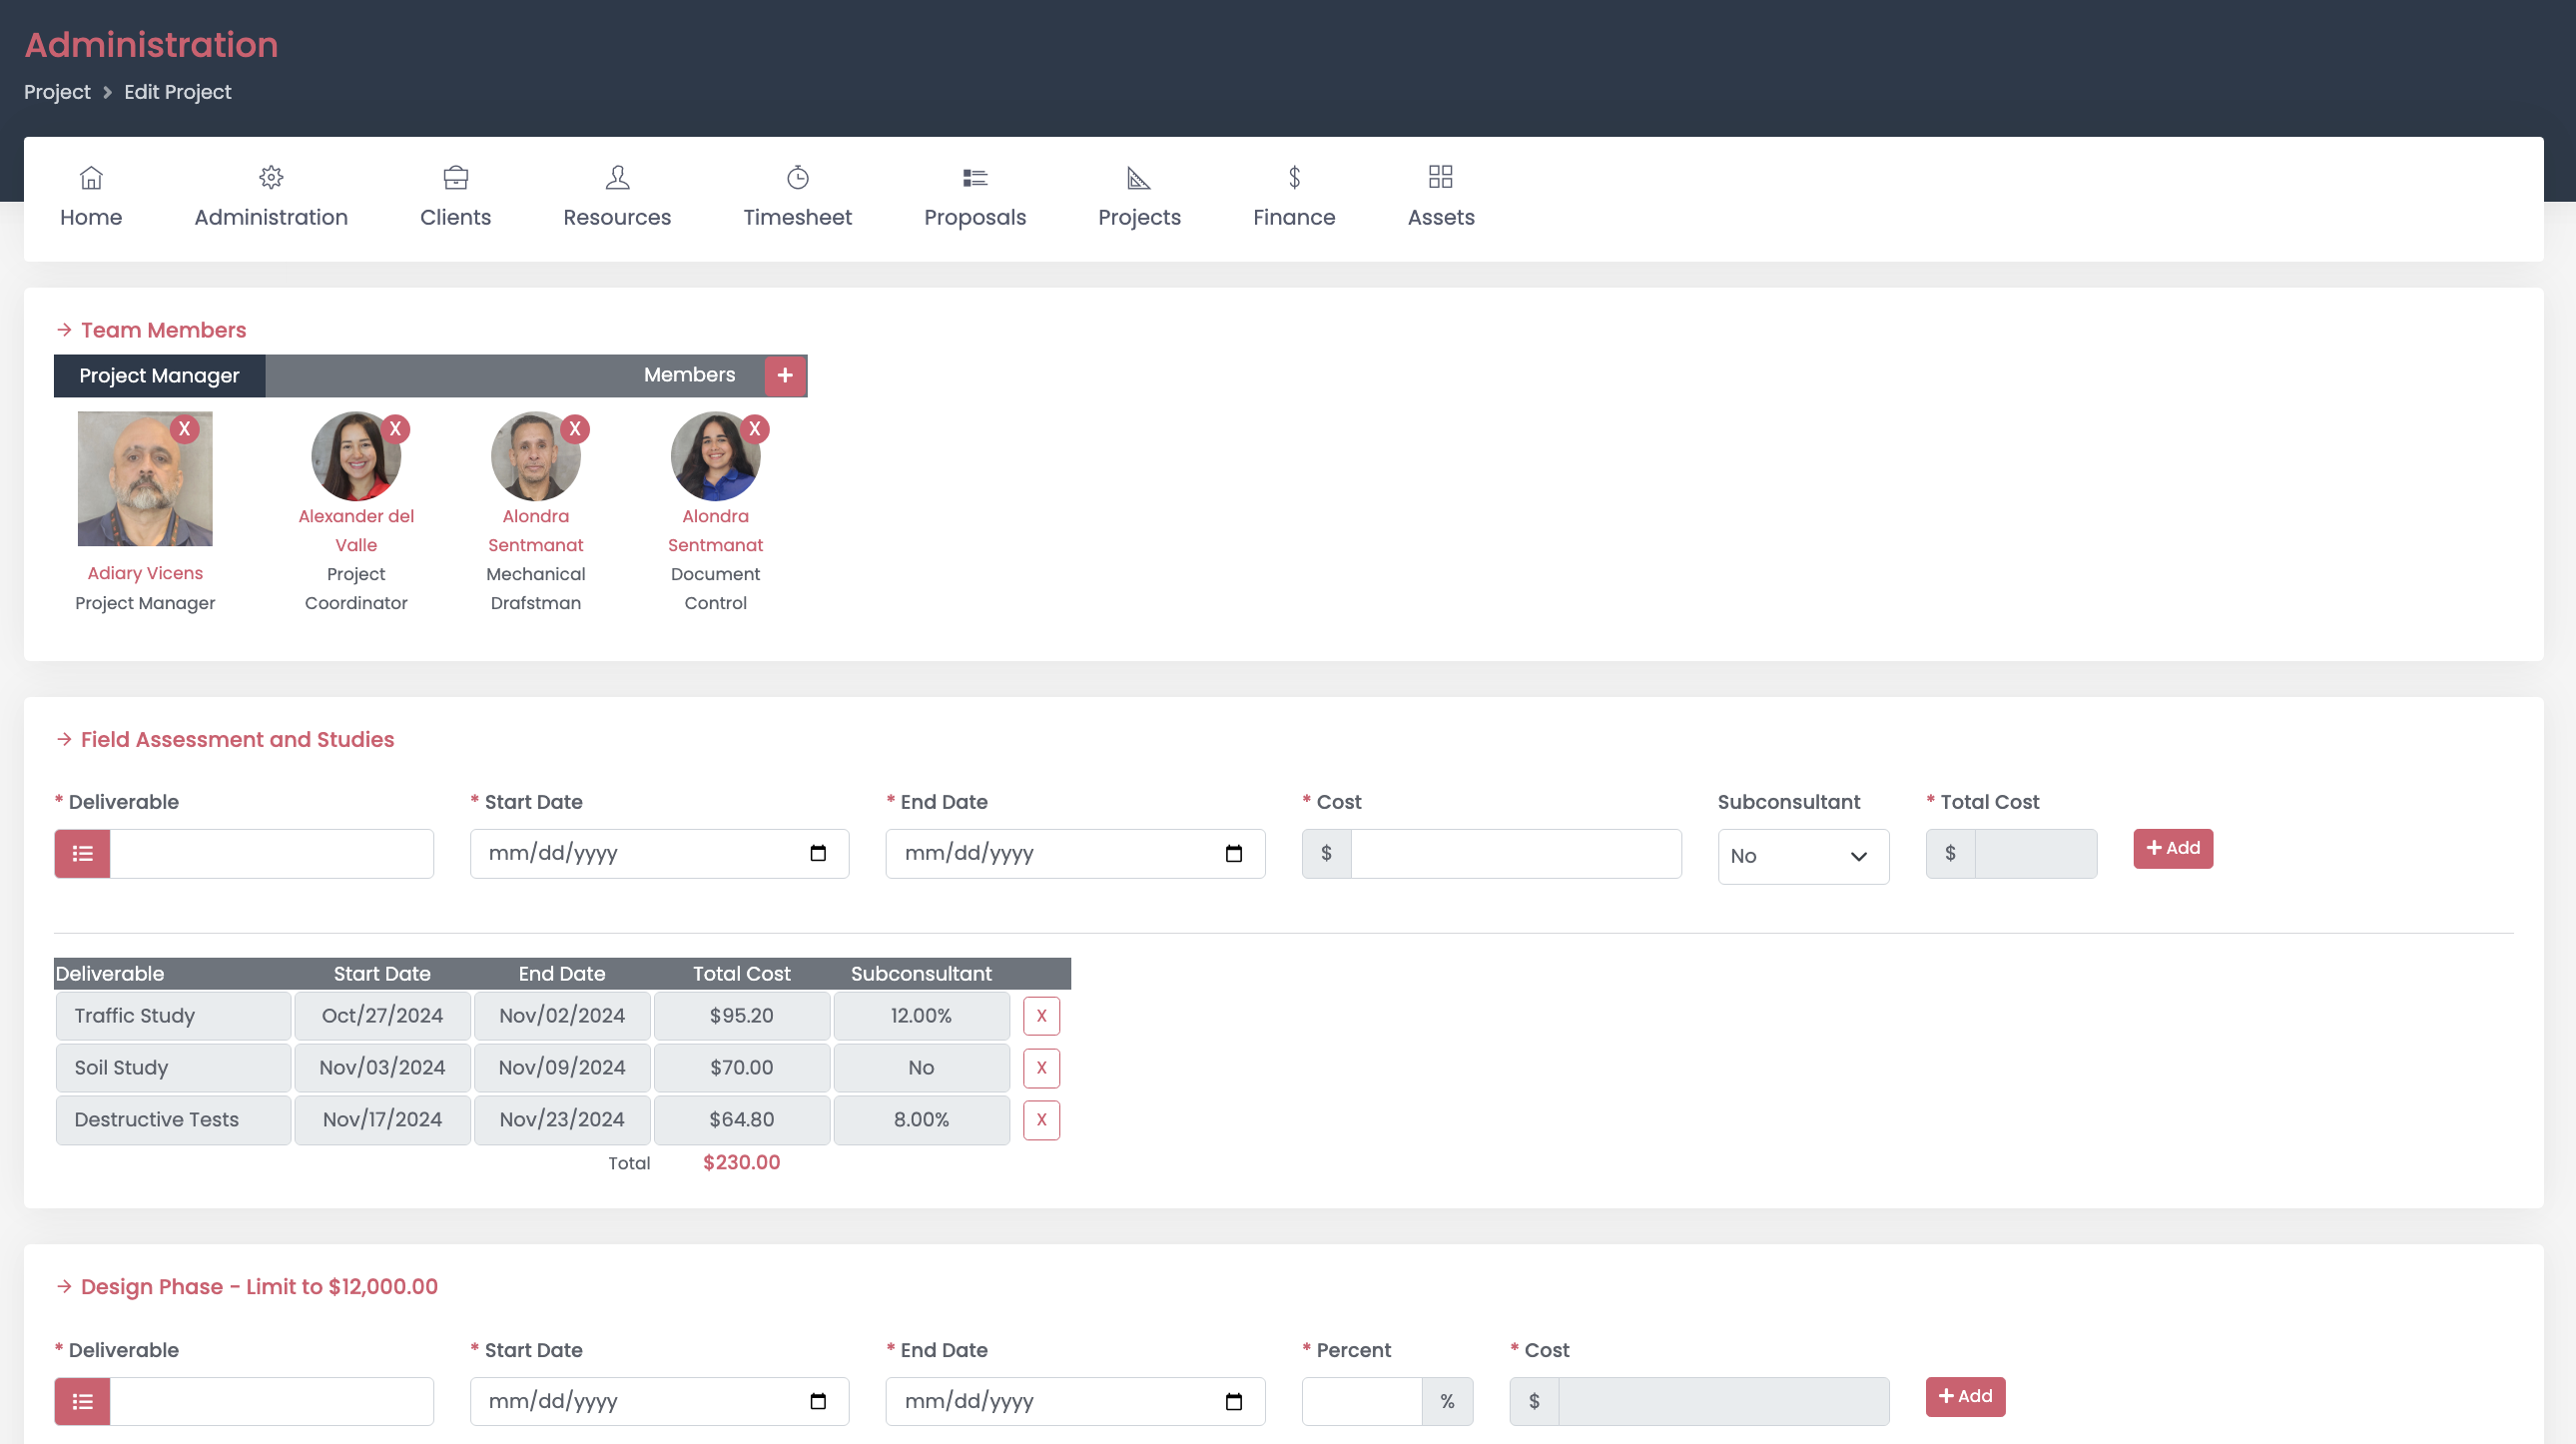 Administration
Project > Edit Project
Home Administration Clients Resources Timesheet Proposals Projects Finance Assets
→ Team Members
Project Manager Members +
X X X X
Adiary Vicens
Project Manager
Alexander del
Valle
Project
Coordinator
Alondra
Sentmanat
Mechanical
Drafstman
Alondra
Sentmanat
Document
Control
→ Field Assessment and Studies
* Deliverable * Start Date * End Date * Cost Subconsultant * Total Cost
mm/dd/yyyy mm/dd/yyyy $ No $ + Add
Deliverable Start Date End Date Total Cost Subconsultant
Traffic Study Oct/27/2024 Nov/02/2024 $95.20 12.00% X
Soil Study Nov/03/2024 Nov/09/2024 $70.00 No X
Destructive Tests Nov/17/2024 Nov/23/2024 $64.80 8.00% X
Total $230.00
→ Design Phase - Limit to $12,000.00
* Deliverable * Start Date * End Date * Percent * Cost
mm/dd/yyyy mm/dd/yyyy % $ + Add